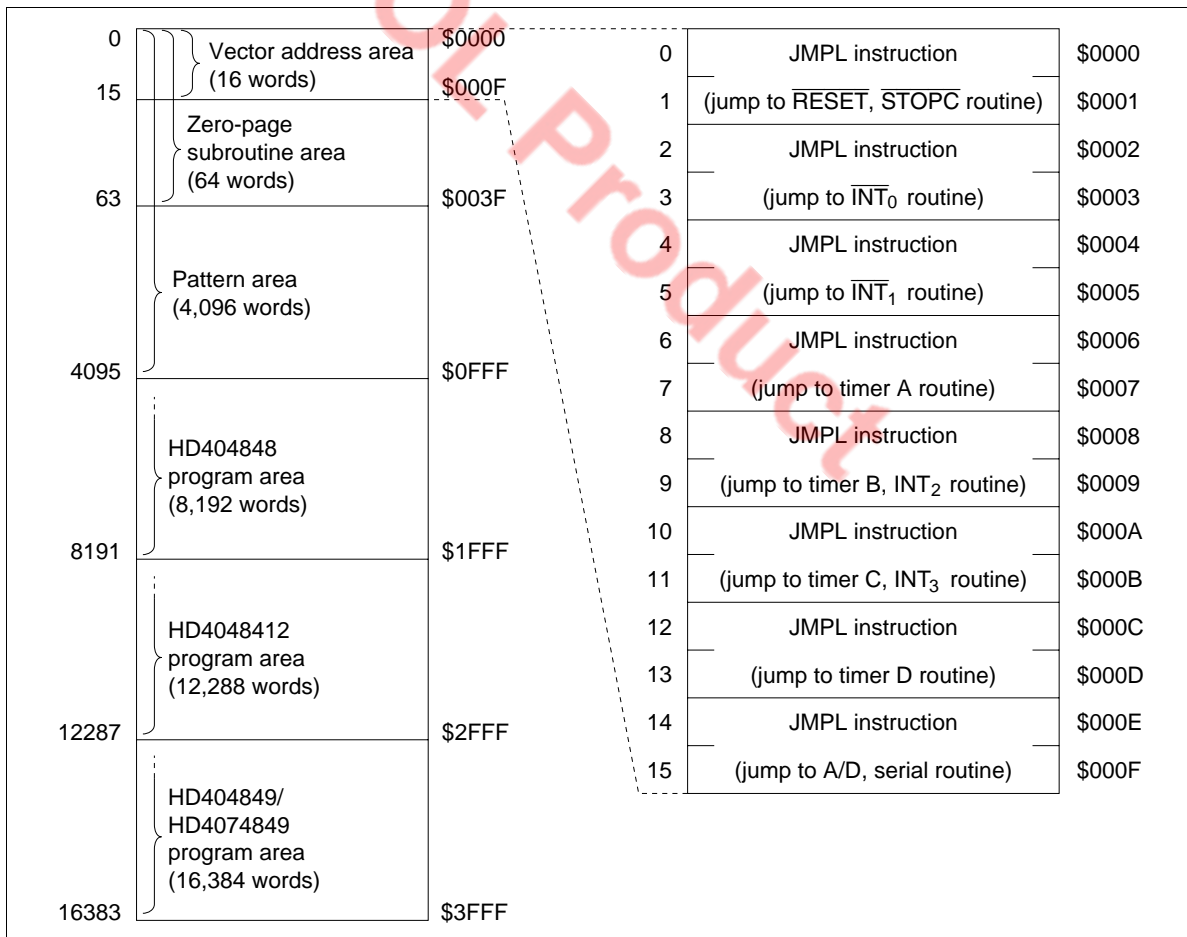 OL Product
0
Vector address area
(16 words)
15
$0000
$000F
Zero-page
subroutine area
(64 words)
63
$003F
Pattern area
(4,096 words)
4095
$0FFF
HD404848
program area
(8,192 words)
8191
$1FFF
HD4048412
program area
(12,288 words)
12287
$2FFF
HD404849/
HD4074849
program area
(16,384 words)
16383
$3FFF
0 JMPL instruction $0000
1 (jump to RESET, STOPC routine) $0001
2 JMPL instruction $0002
3 (jump to INT0 routine) $0003
4 JMPL instruction $0004
5 (jump to INT1 routine) $0005
6 JMPL instruction $0006
7 (jump to timer A routine) $0007
8 JMPL instruction $0008
9 (jump to timer B, INT2 routine) $0009
10 JMPL instruction $000A
11 (jump to timer C, INT3 routine) $000B
12 JMPL instruction $000C
13 (jump to timer D routine) $000D
14 JMPL instruction $000E
15 (jump to A/D, serial routine) $000F